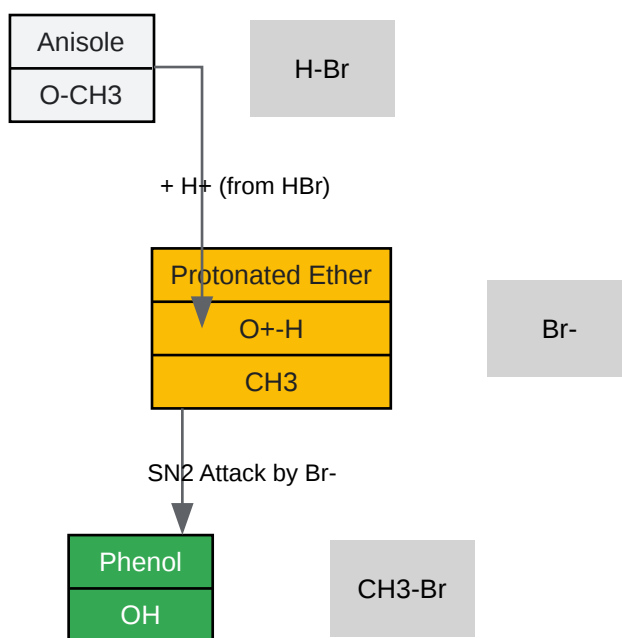 Anisole
O-CH3
H-Br
+ H+ (from HBr)
Protonated Ether
O+-H
CH3
Br-
SN2 Attack by Br-
Phenol
OH
CH3-Br